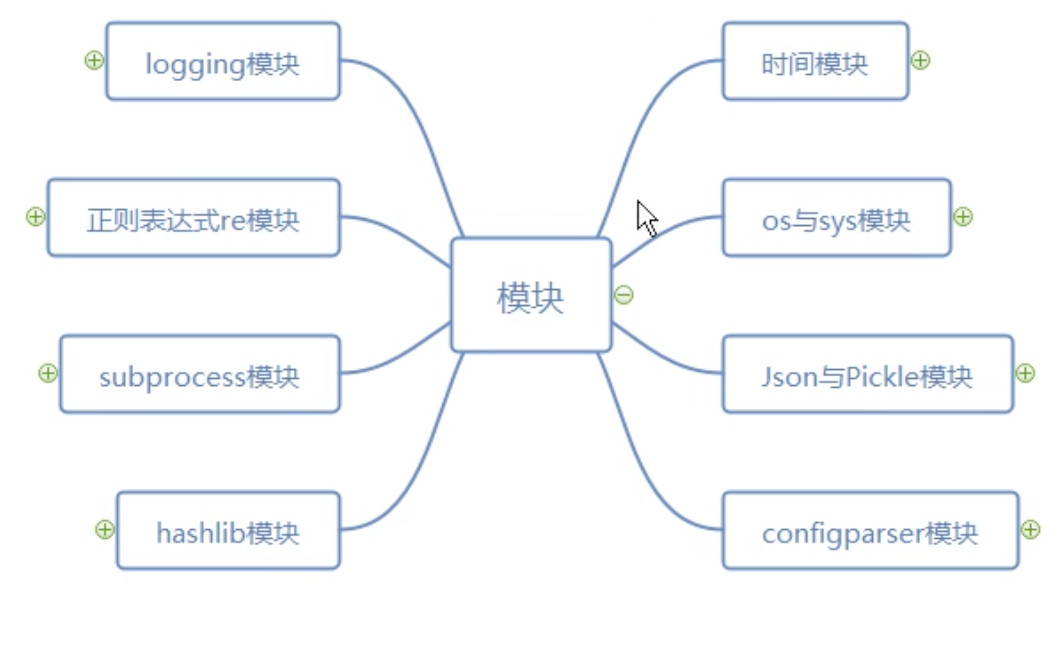 logging模块
时间模块
正则表达式re模块
os与sys模块
模块
subprocess模块
Json与Pickle模块
hashlib模块
configparser模块